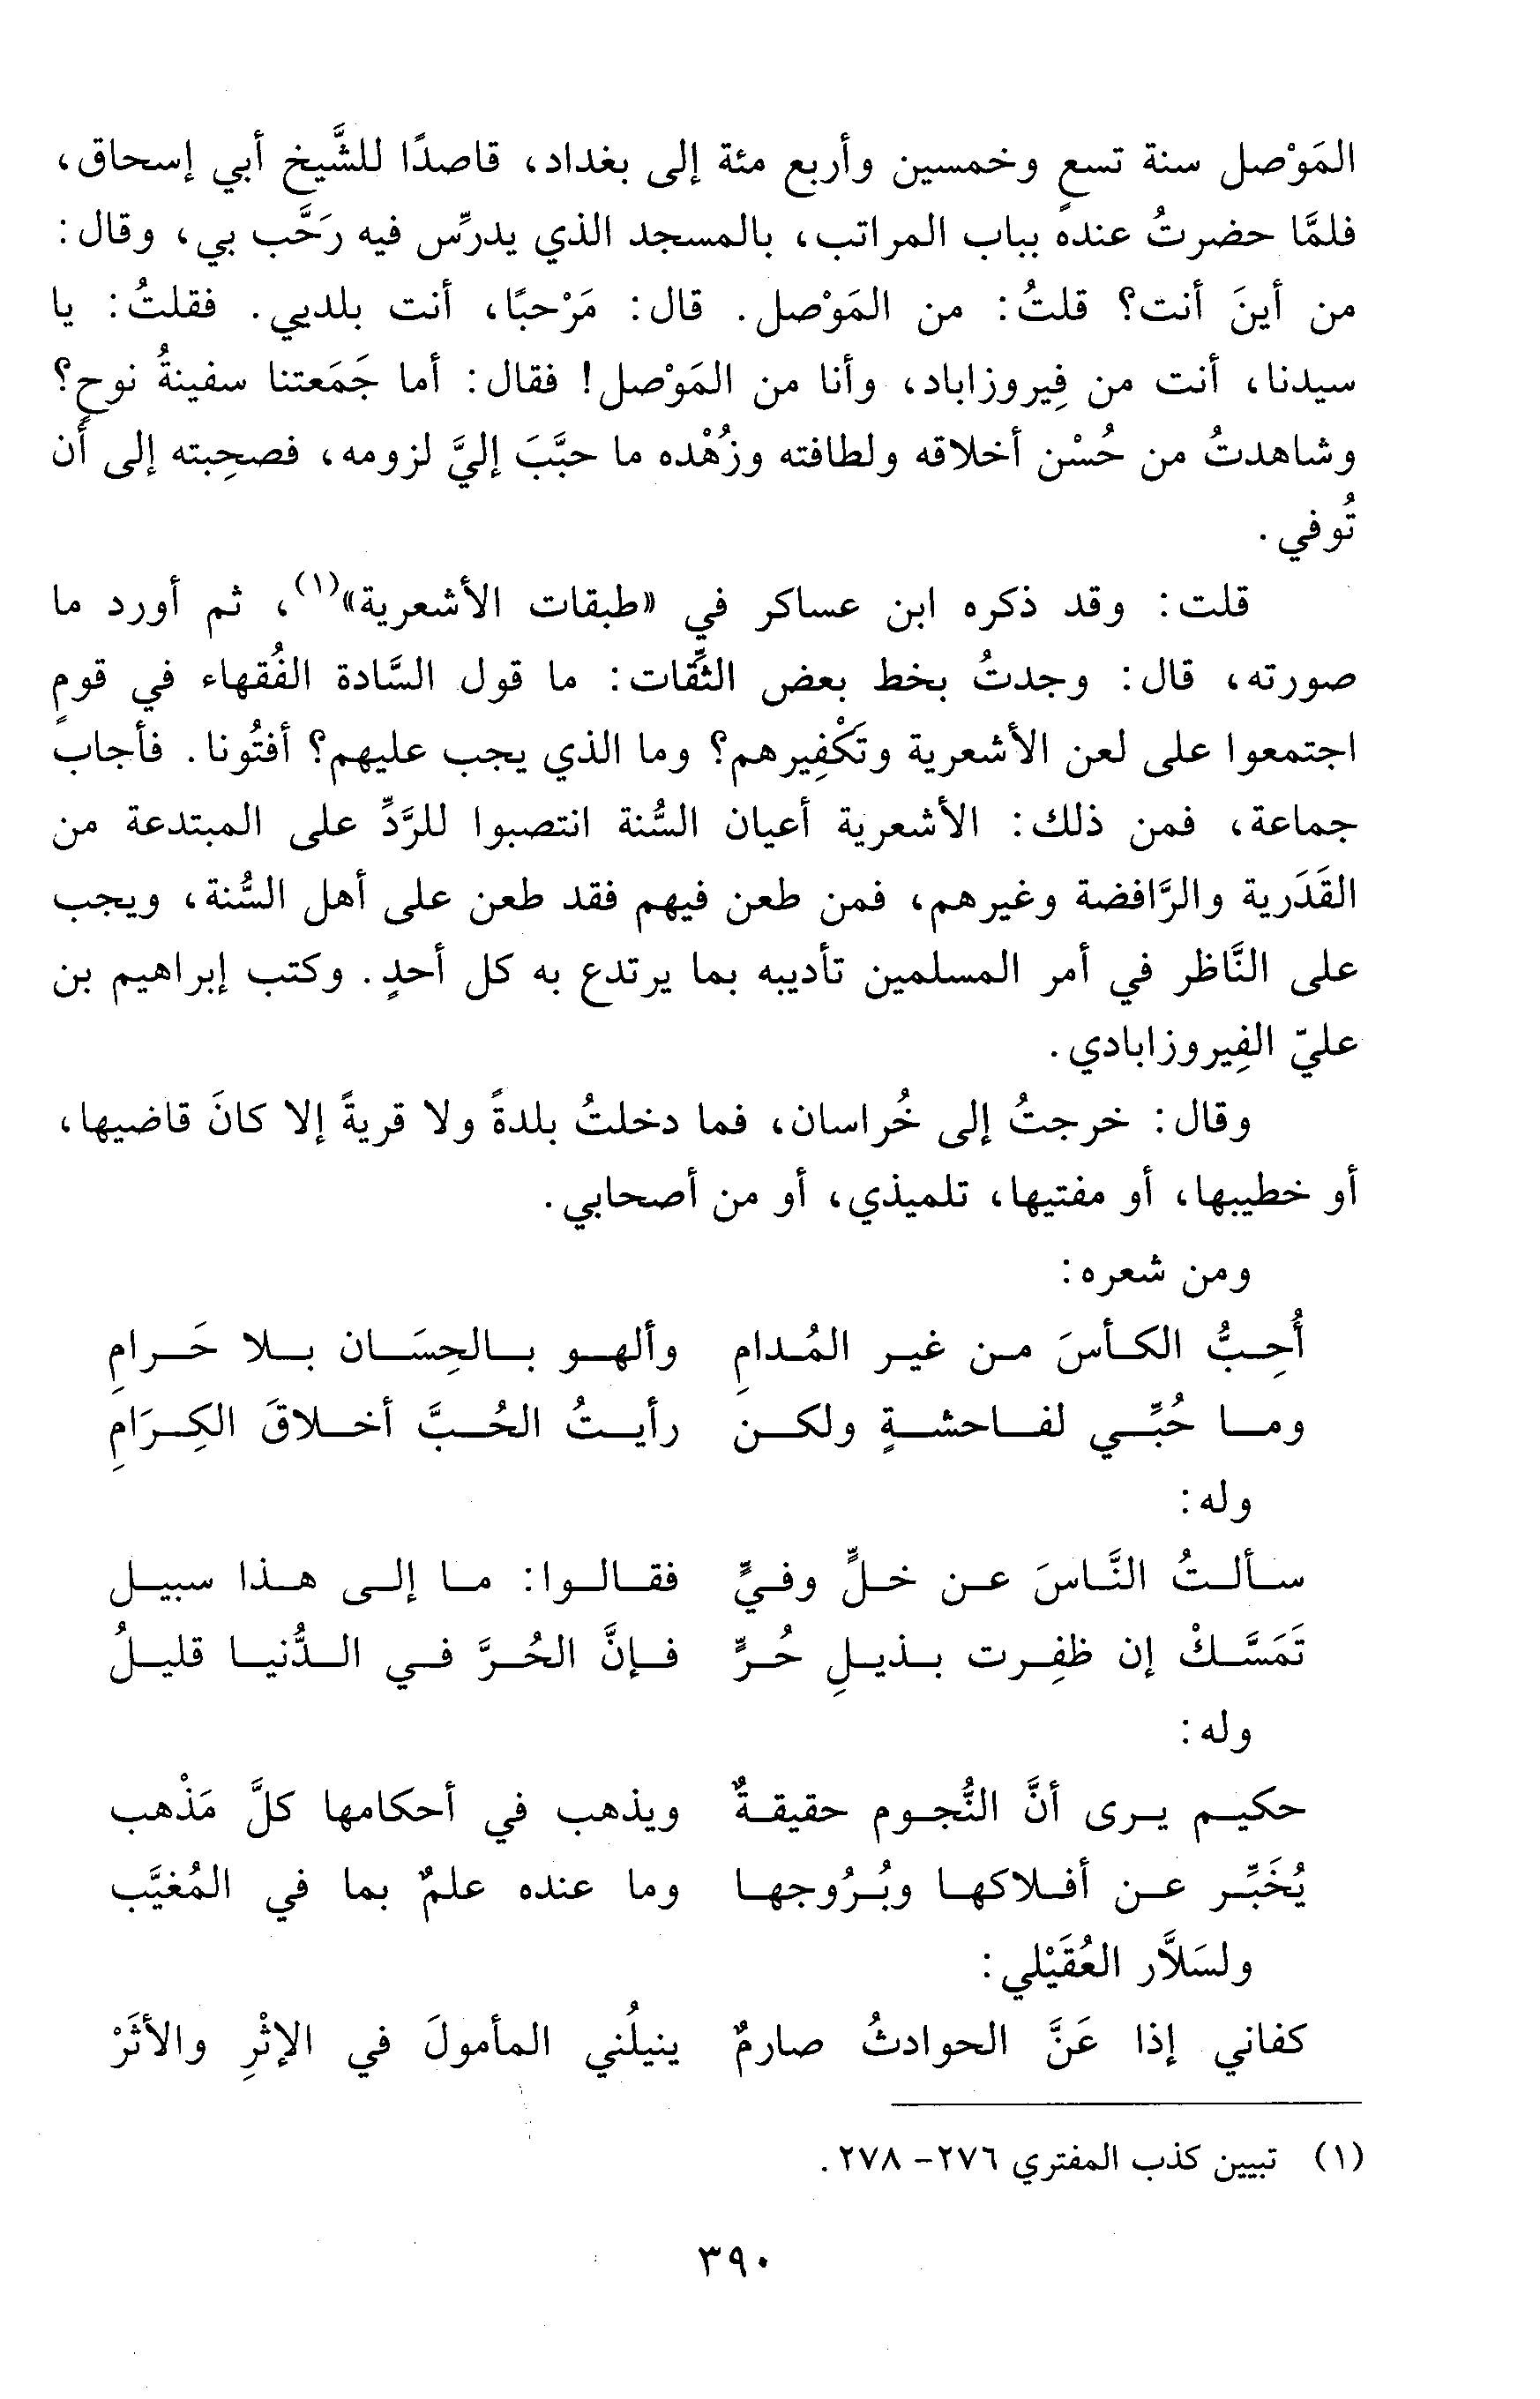 المَوْصل سنة تسعٍ وخمسين وأربع مئة إلى بغداد، قاصدًا للشَّيخ أبي إسحاق،
فلمَّا حضرتُ عنده بباب المراتب، بالمسجد الذي يدرِّس فيه رَحَّب بي، وقال:
من أينَ أنت؟ قلتُ: من المَوْصل. قال: مَرْحبًا، أنت بلديي. فقلتُ: يا
سيدنا، أنت من فِيروزاباد، وأنا من المَوْصل! فقال: أما جَمَعتنا سفينةُ نوحٍ؟
وشاهدتُ من حُسْن أخلاقه ولطافته وزُهْده ما حبَّبَ إليَّ لزومه، فصحِبته إلى أن
تُوفي.
قلت: وقد ذكره ابن عساكر في «طبقات الأشعرية»(١)، ثم أورد ما
صورته، قال: وجدتُ بخط بعض الثِّقات: ما قول السَّادة الفُقهاء في قومٍ
اجتمعوا على لعن الأشعرية وتَكْفِيرهم؟ وما الذي يجب عليهم؟ أفتُونا. فأجاب
جماعة، فمن ذلك: الأشعرية أعيان السُّنة انتصبوا للرَّدِّ على المبتدعة من
القَدَرية والرَّافضة وغيرهم، فمن طعن فيهم فقد طعن على أهل السُّنة، ويجب
على النَّاظر في أمر المسلمين تأديبه بما يرتدع به كل أحدٍ. وكتب إبراهيم بن
عليّ الفِيروزابادي.
وقال: خرجتُ إلى خُراسان، فما دخلتُ بلدةً ولا قريةً إلا كانَ قاضيها،
أو خطيبها، أو مفتيها، تلميذي، أو من أصحابي.
ومن شعره:
أُحِبُّ الكأسَ من غير المُدامِ وألهو بالحِسَان بلا حَرامِ
وما حُبِّي لفاحشةٍ ولكن رأيتُ الحُبَّ أخلاقَ الكِرَامِ
وله:
سألتُ النَّاسَ عن خلٍّ وفيٍّ فقالوا: ما إلى هذا سبيل
تَمَسَّكْ إن ظفِرت بذيلِ حُرٍّ فإنَّ الحُرَّ في الدُّنيا قليلُ
وله:
حكيم يرى أنَّ النُّجوم حقيقةٌ ويذهب في أحكامها كلَّ مَذْهب
يُخَبِّر عن أفلاكها وبُرُوجها وما عنده علمٌ بما في المُغيَّب
ولسَلاَّر العُقَيْلي:
كفاني إذا عَنَّ الحوادثُ صارمٌ ينيلُني المأمولَ في الإثْرِ والأثَرْ
(١) تبيين كذب المفتري ٢٧٦- ٢٧٨.
٣٩٠